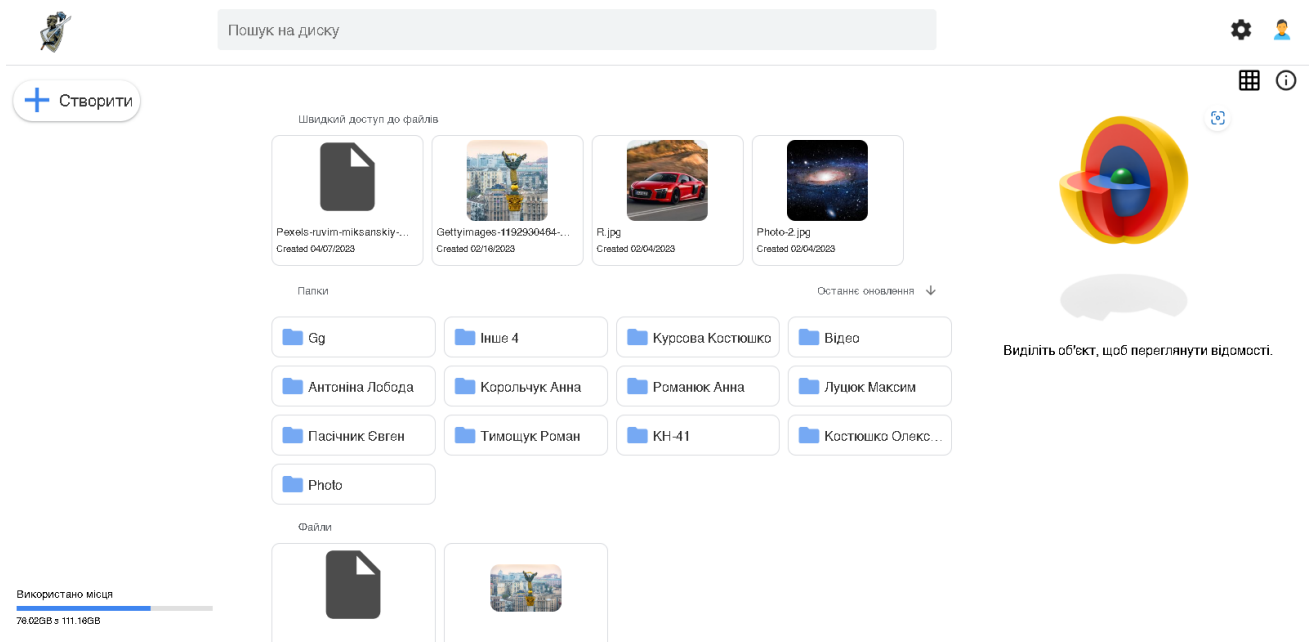 Пошук на диску
Створити
Швидкий доступ до файлів
Pexels-ruvim-miksanskiy-...
Created 04/07/2023
Gettyimages-1192930464-...
Created 02/16/2023
R.jpg
Created 02/04/2023
Photo-2.jpg
Created 02/04/2023
Папки
Останнє оновлення
Gg
Інше 4
Курсова Костюшко
Відео
Антоніна Лобода
Корольчук Анна
Романюк Анна
Луцюк Максим
Пасічник Євген
Тимощук Роман
КН-41
Костюшко Олекс...
Photo
Файли
Виділіть об'єкт, щоб переглянути відомості.
Використано місця
76.02GB з 111.16GB